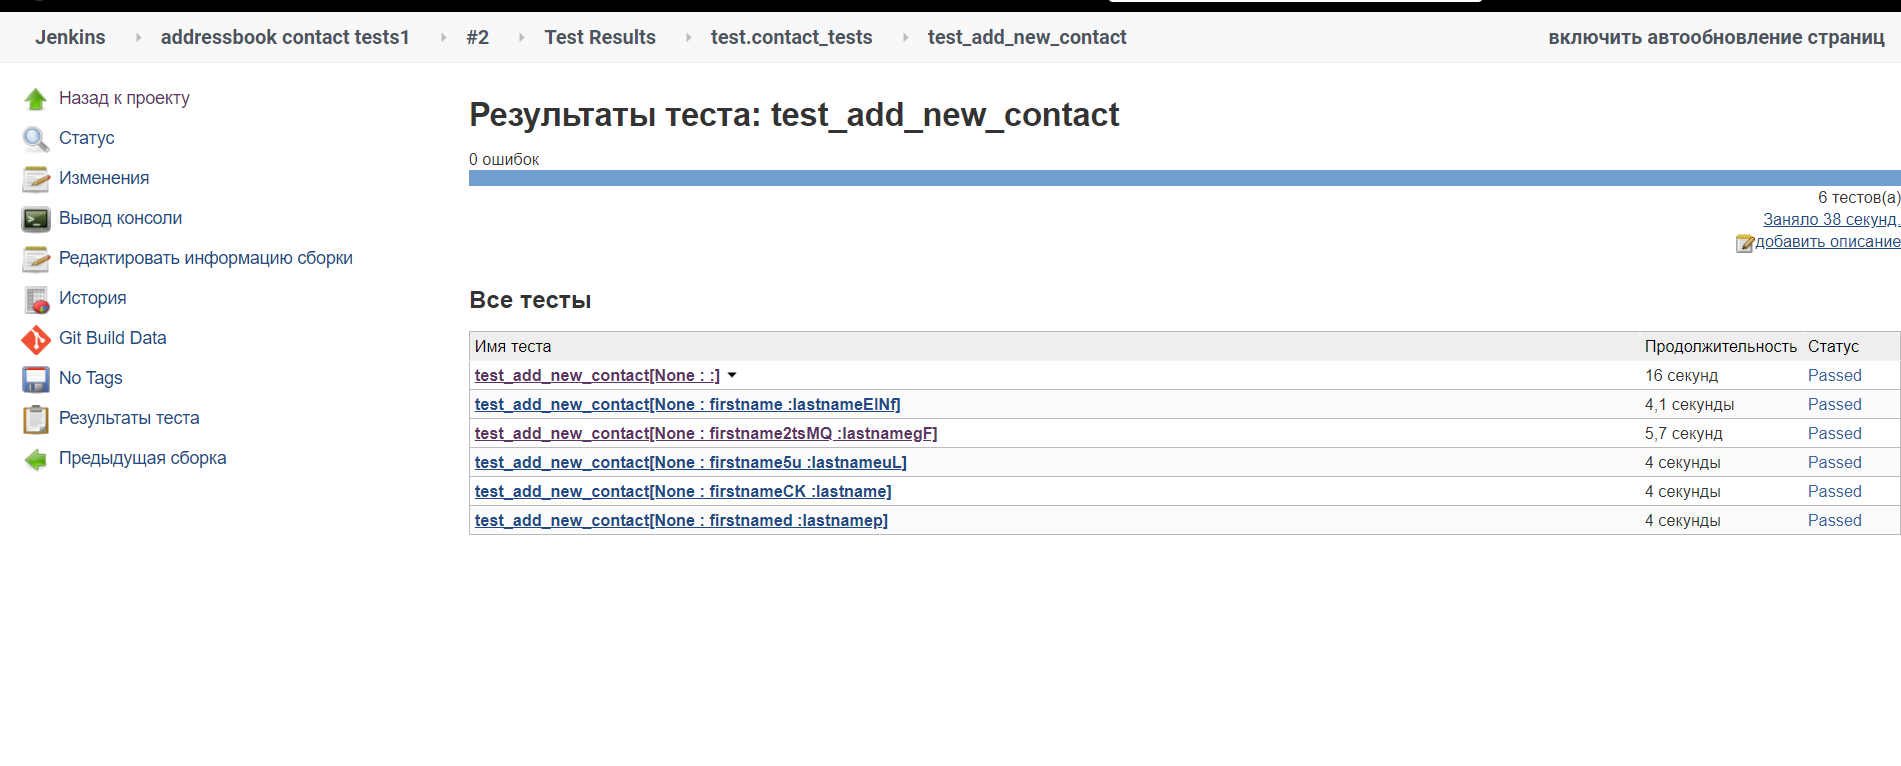 Jenkins addressbook contact tests1 #2 Test Results test.contact_tests test_add_new_contact включить автообновление страниц
Назад к проекту
Статус
Изменения
Вывод консоли
Редактировать информацию сборки
История
Git Build Data
No Tags
Результаты теста
Предыдущая сборка
Результаты теста: test_add_new_contact
0 ошибок
6 тестов(а)
Заняло 38 секунд.
добавить описание
Все тесты
Имя теста Продолжительность Статус
test_add_new_contact[None : :] 16 секунд Passed
test_add_new_contact[None : firstname :lastnameElNf] 4,1 секунды Passed
test_add_new_contact[None : firstname2tsMQ :lastnamegF] 5,7 секунд Passed
test_add_new_contact[None : firstname5u :lastnameuL] 4 секунды Passed
test_add_new_contact[None : firstnameCK :lastname] 4 секунды Passed
test_add_new_contact[None : firstnamed :lastnamep] 4 секунды Passed